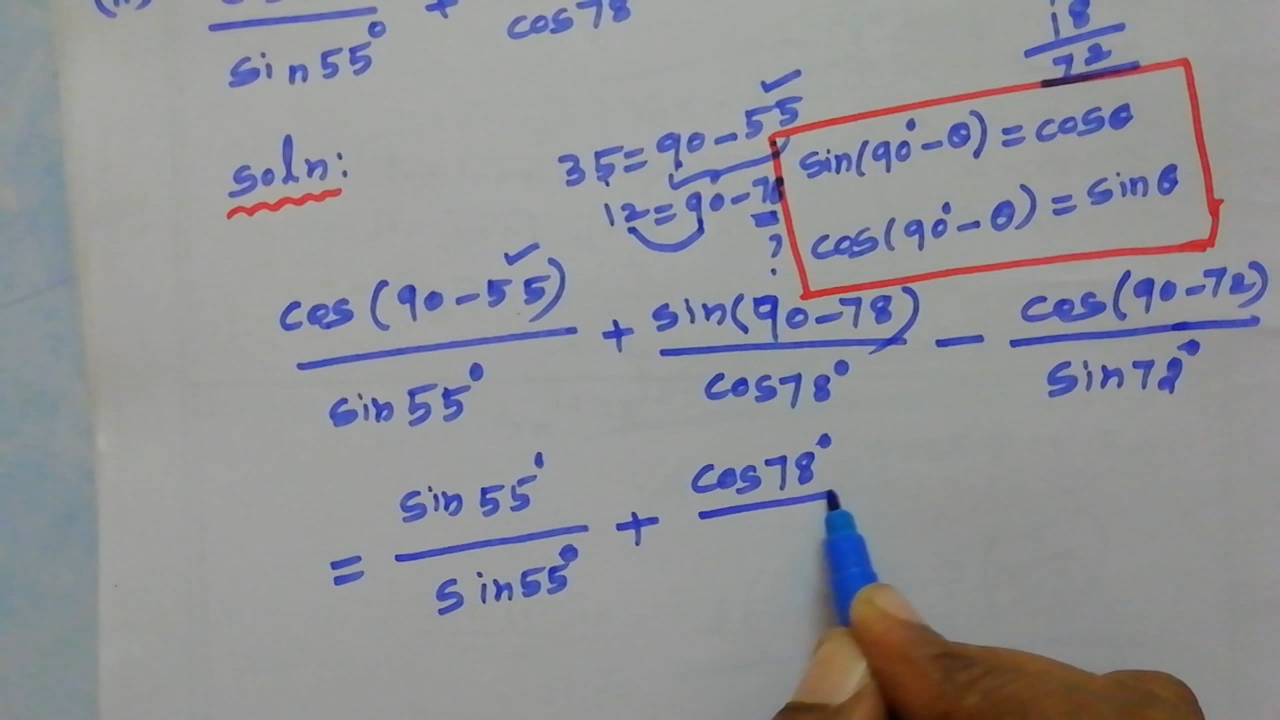 sin55° + cos78
18
72
soln:
35=90-55
12=90-78
?
sin(90°-θ)=cosθ
cos(90°-θ)=sinθ
cos(90-55)/sin55° + sin(90-78)/cos78° - cos(90-72)/sin72°
= sin55°/sin55° + cos78°